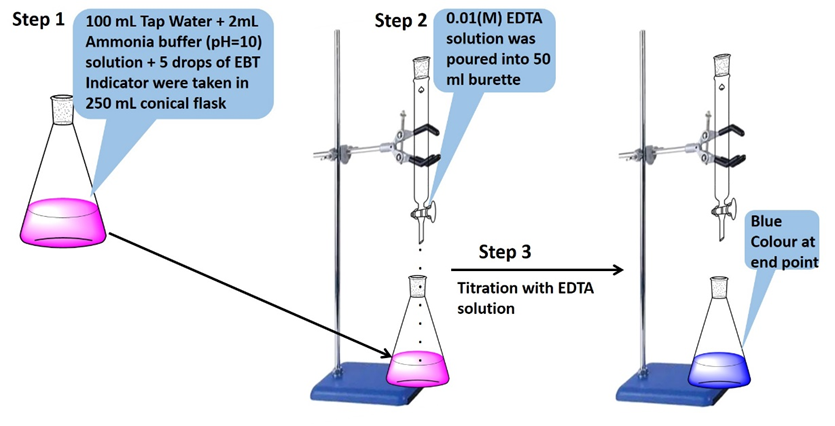 Step 1
100 mL Tap Water + 2mL
Ammonia buffer (pH=10)
solution + 5 drops of EBT
Indicator were taken in
250 mL conical flask
Step 2
0.01(M) EDTA
solution was
poured into 50
ml burette
Step 3
Titration with EDTA
solution
Blue
Colour at
end point